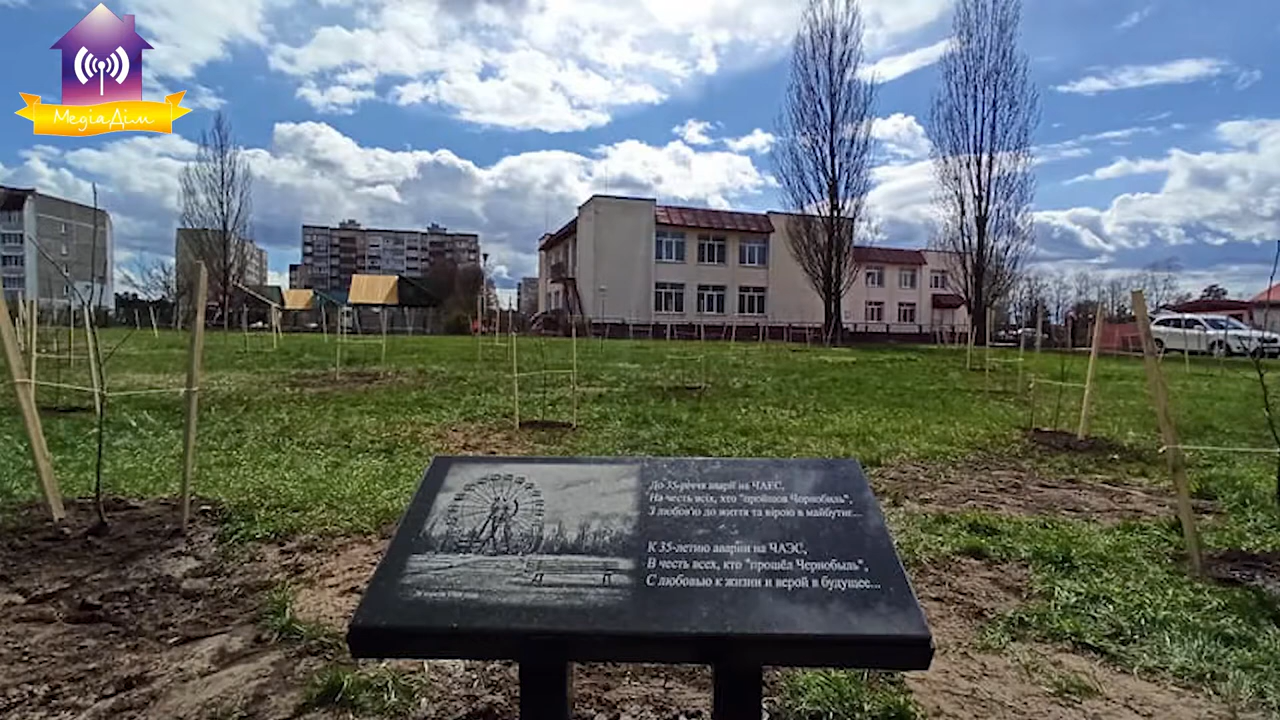 МедіаДім
До 35-річчя аварії на ЧАЕС,
На честь всіх, хто "пройшов Чорнобиль",
З любов'ю до життя та вірою в майбутнє...
К 35-летию аварии на ЧАЭС,
В честь всех, кто "прошёл Чернобыль",
С любовью к жизни и верой в будущее...